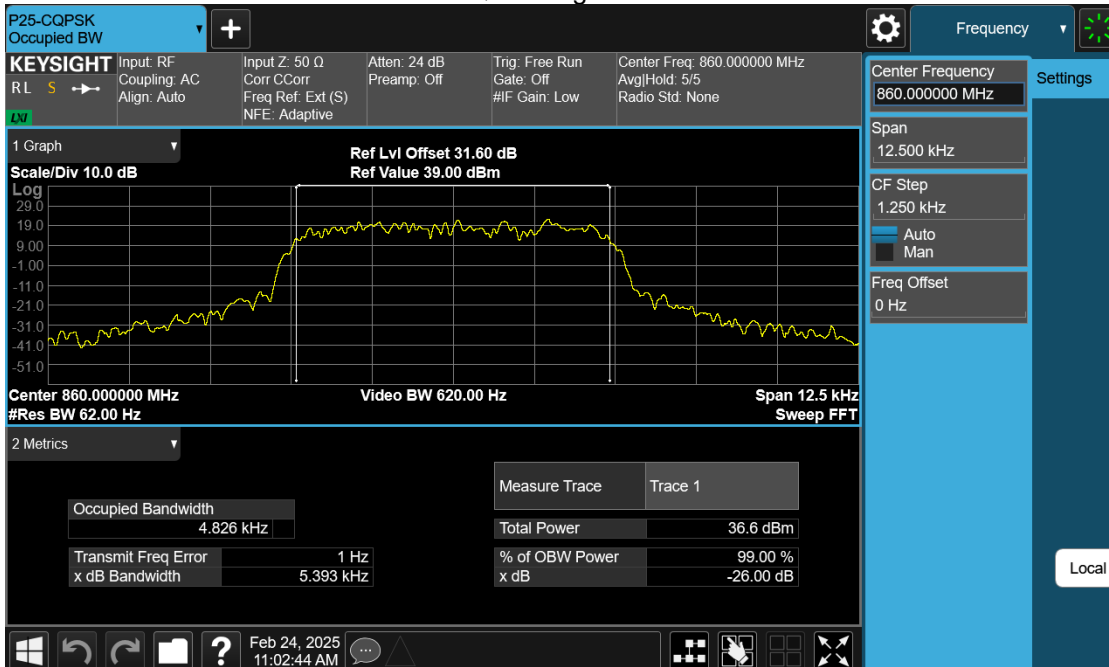 P25-CQPSK
Occupied BW
Frequency
KEYSIGHT
RL S
LXI
Input: RF
Coupling: AC
Align: Auto
Input Z: 50 Ω
Corr CCorr
Freq Ref: Ext (S)
NFE: Adaptive
Atten: 24 dB
Preamp: Off
Trig: Free Run
Gate: Off
#IF Gain: Low
Center Freq: 860.000000 MHz
Avg|Hold: 5/5
Radio Std: None
Center Frequency
860.000000 MHz
Settings
Span
12.500 kHz
CF Step
1.250 kHz
Auto
Man
Freq Offset
0 Hz
1 Graph
Scale/Div 10.0 dB
Ref Lvl Offset 31.60 dB
Ref Value 39.00 dBm
Log
29.0
19.0
9.00
-1.00
-11.0
-21.0
-31.0
-41.0
-51.0
Center 860.000000 MHz
#Res BW 62.00 Hz
Video BW 620.00 Hz
Span 12.5 kHz
Sweep FFT
2 Metrics
Measure Trace Trace 1
Occupied Bandwidth
4.826 kHz
Total Power 36.6 dBm
Transmit Freq Error 1 Hz
% of OBW Power 99.00 %
x dB Bandwidth 5.393 kHz
x dB -26.00 dB
Local
?
Feb 24, 2025
11:02:44 AM